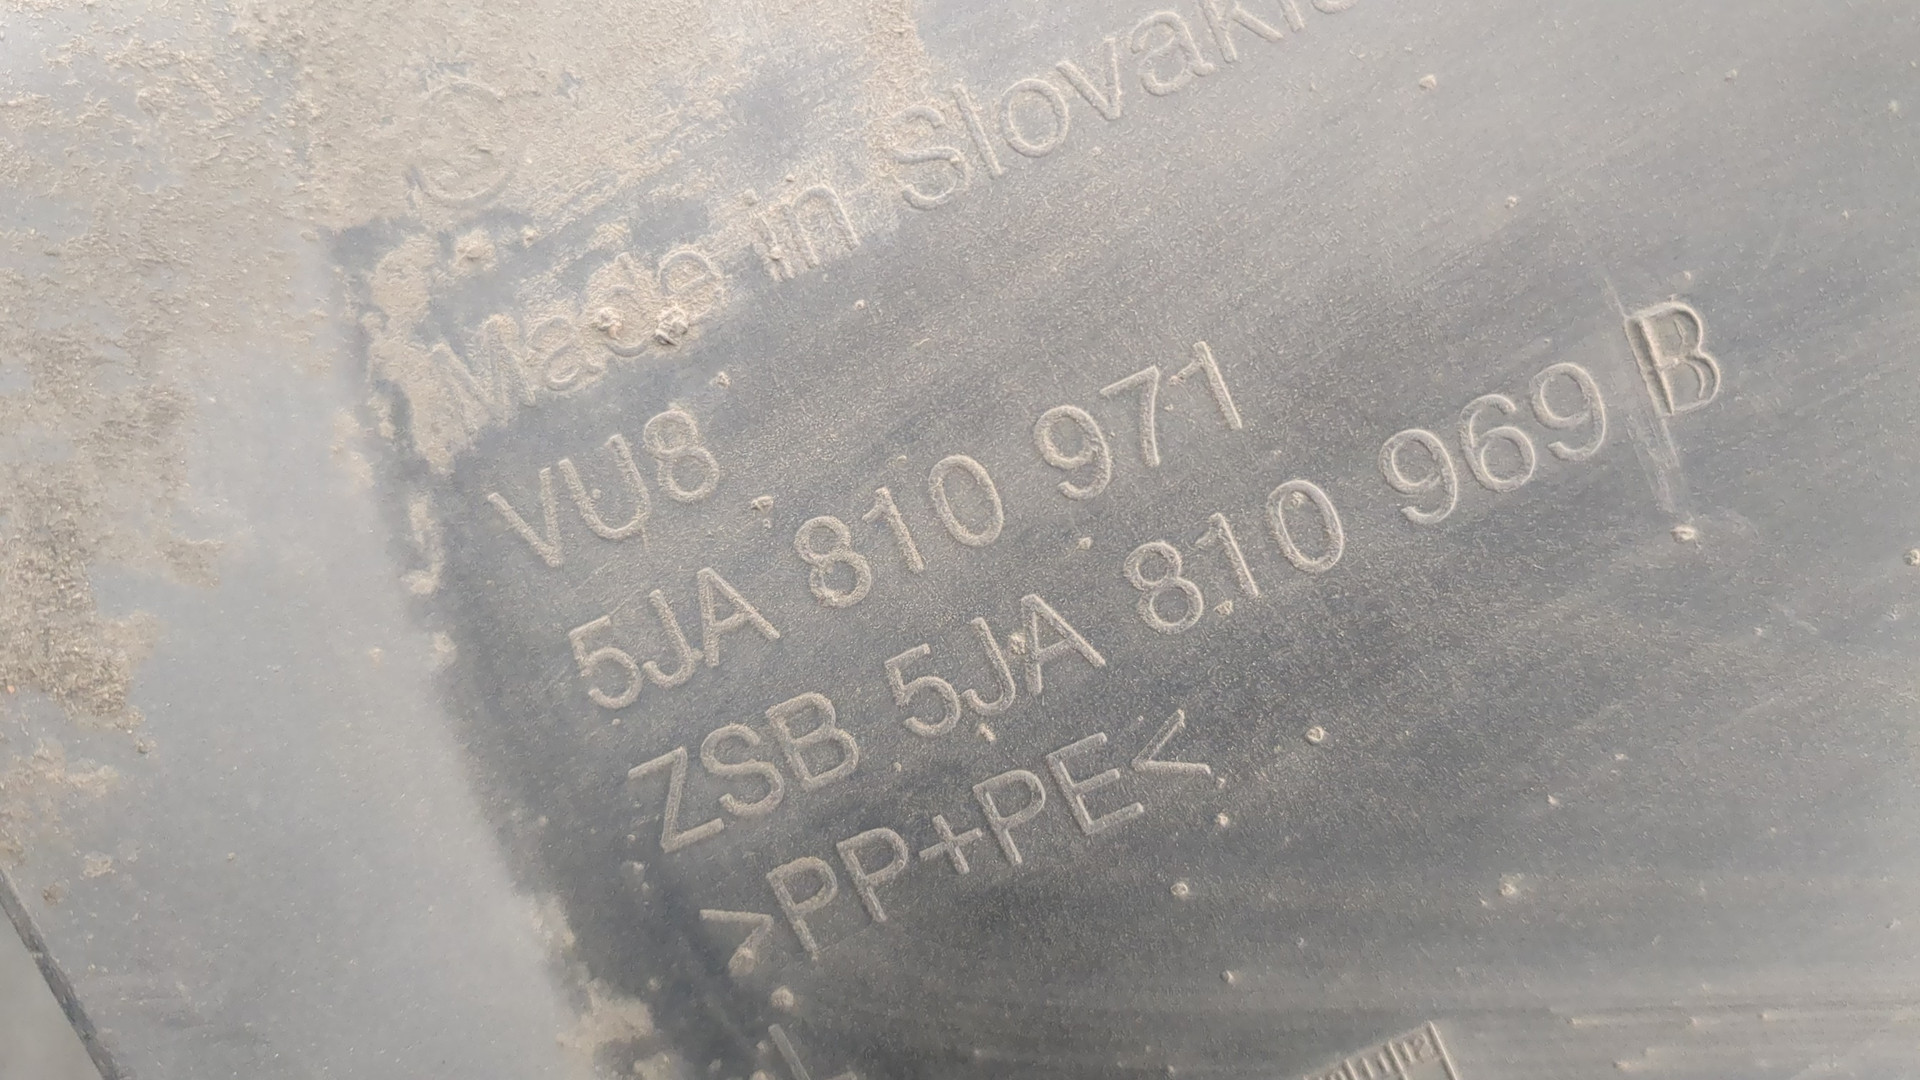 Made in Slovakia
VU8
5JA 810 971
ZSB 5JA 810 969 B
>PP+PE<